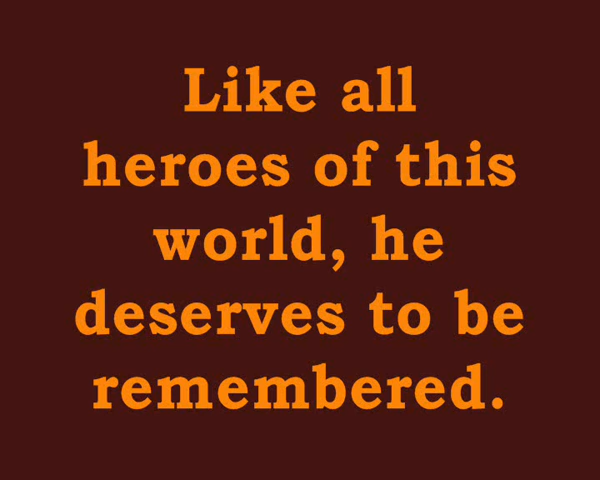 Like all
heroes of this
world, he
deserves to be
remembered.